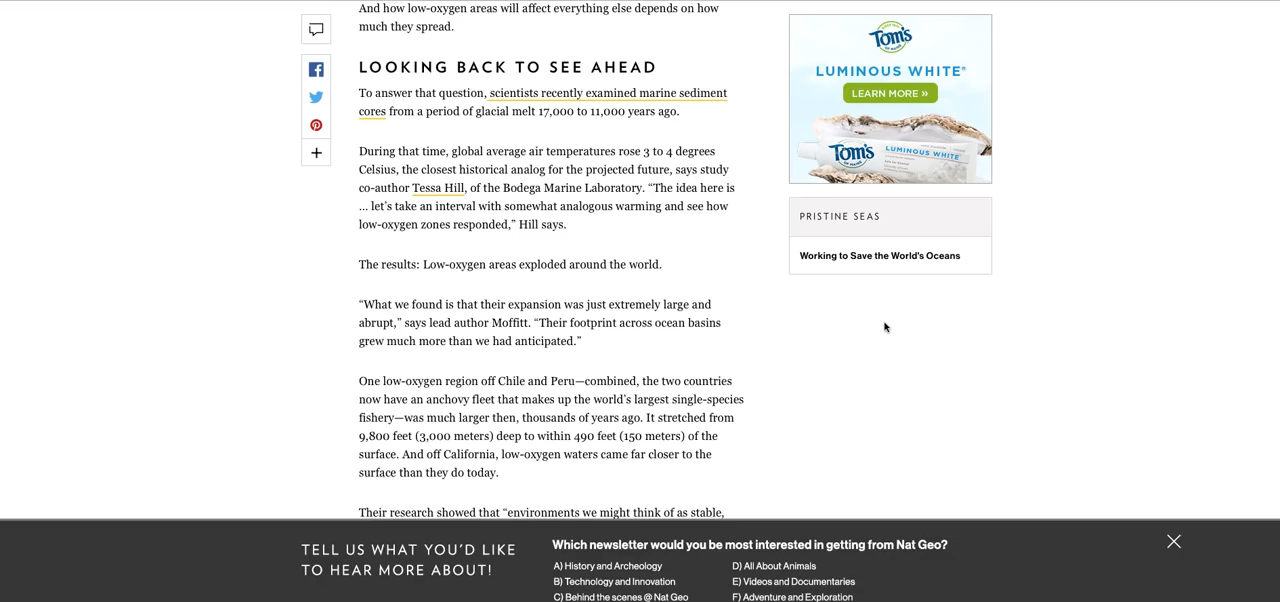 And how low-oxygen areas will affect everything else depends on how
much they spread.
LOOKING BACK TO SEE AHEAD
To answer that question, scientists recently examined marine sediment
cores from a period of glacial melt 17,000 to 11,000 years ago.
During that time, global average air temperatures rose 3 to 4 degrees
Celsius, the closest historical analog for the projected future, says study
co-author Tessa Hill, of the Bodega Marine Laboratory. “The idea here is
... let’s take an interval with somewhat analogous warming and see how
low-oxygen zones responded,” Hill says.
The results: Low-oxygen areas exploded around the world.
“What we found is that their expansion was just extremely large and
abrupt,” says lead author Moffitt. “Their footprint across ocean basins
grew much more than we had anticipated.”
One low-oxygen region off Chile and Peru—combined, the two countries
now have an anchovy fleet that makes up the world’s largest single-species
fishery—was much larger then, thousands of years ago. It stretched from
9,800 feet (3,000 meters) deep to within 490 feet (150 meters) of the
surface. And off California, low-oxygen waters came far closer to the
surface than they do today.
Their research showed that “environments we might think of as stable,
Tom's
OF MAINE
LUMINOUS WHITE®
LEARN MORE »
Tom's
OF MAINE
LUMINOUS WHITE
PRISTINE SEAS
Working to Save the World's Oceans
TELL US WHAT YOU'D LIKE
TO HEAR MORE ABOUT!
Which newsletter would you be most interested in getting from Nat Geo?
A) History and Archeology
B) Technology and Innovation
C) Behind the scenes @ Nat Geo
D) All About Animals
E) Videos and Documentaries
F) Adventure and Exploration